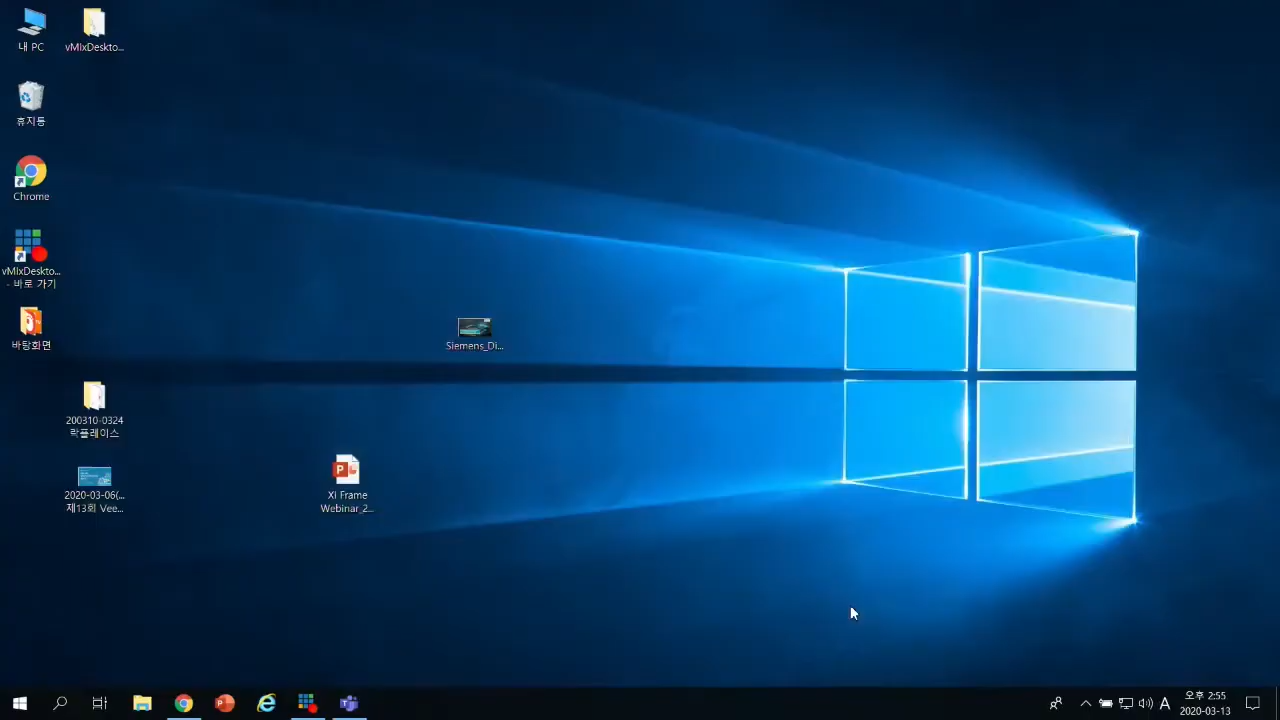 내 PC
vMixDeskto...
휴지통
Chrome
vMixDeskto...
- 바로 가기
바탕화면
Siemens_Di...
200310-0324
락플레이스
2020-03-06(...
제13회 Vee...
Xi Frame
Webinar_2...
A
오후 2:55
2020-03-13